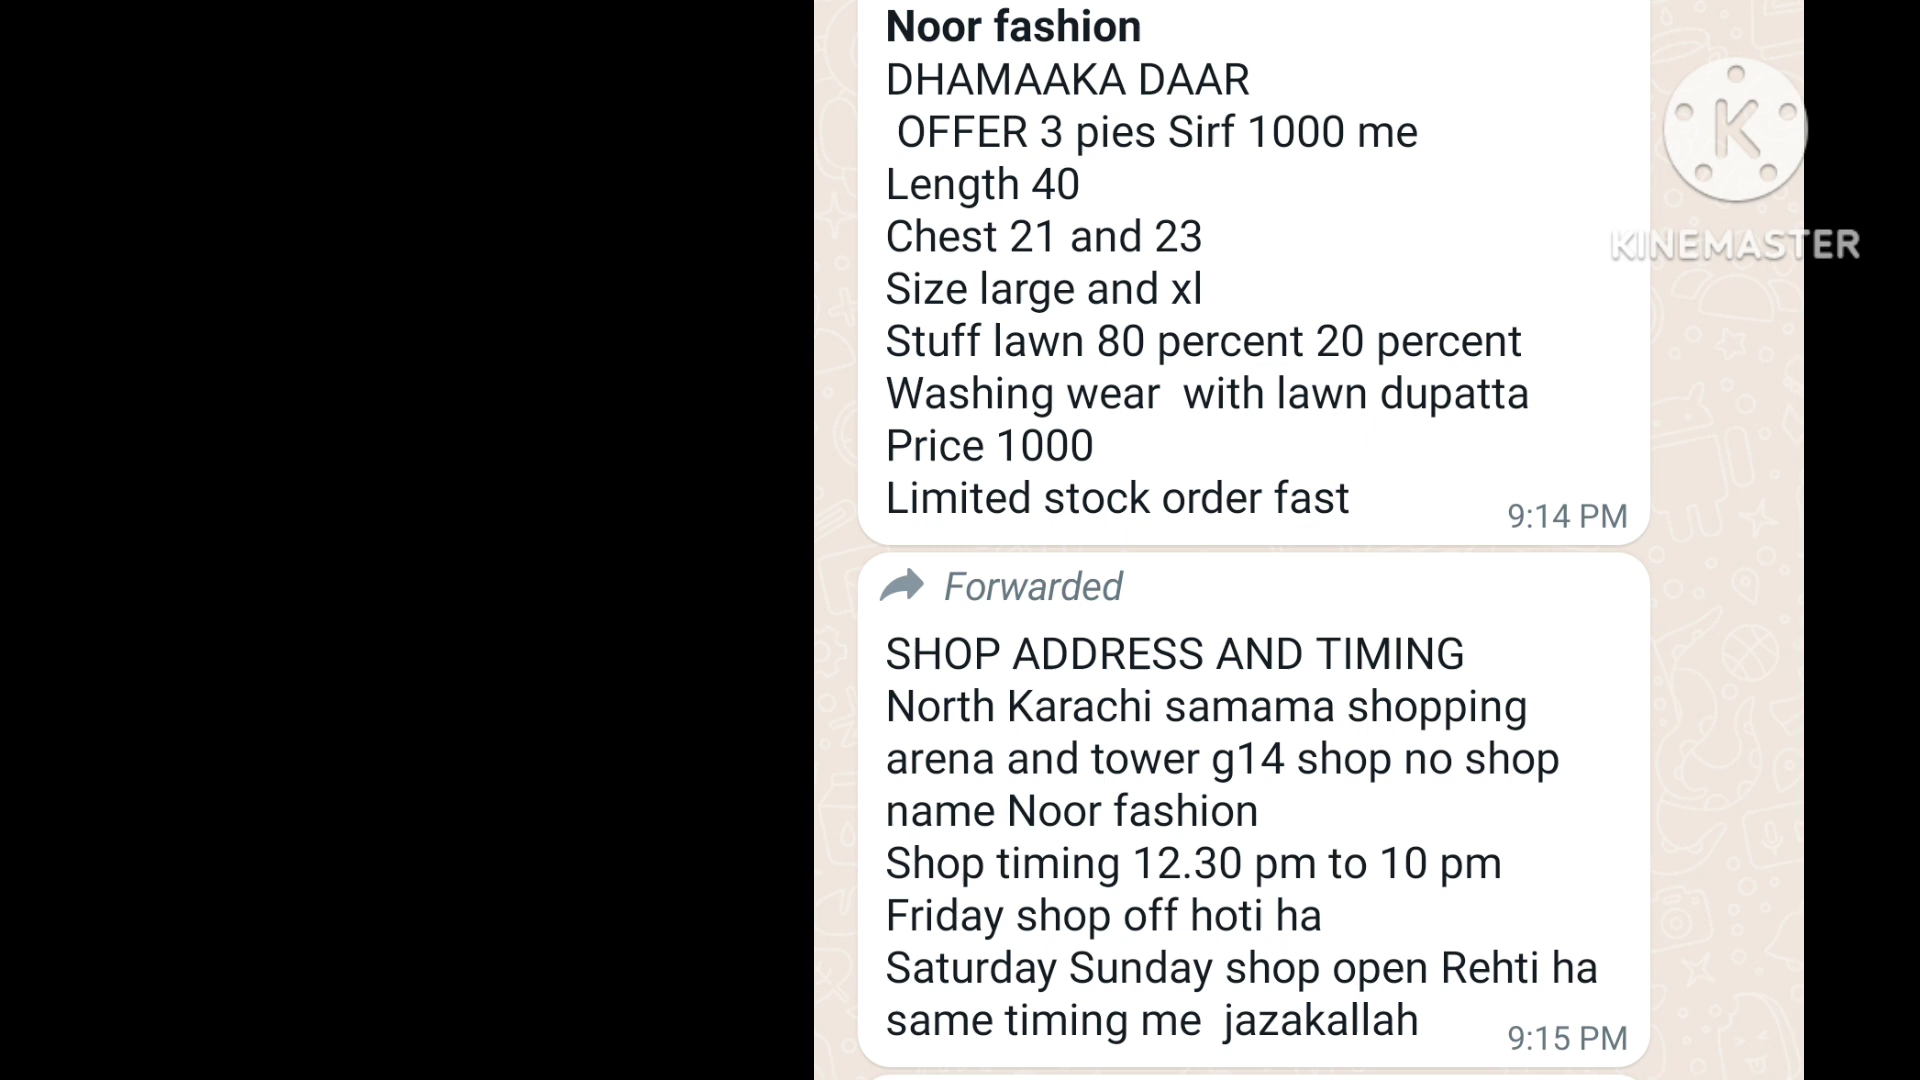 Noor fashion
DHAMAAKA DAAR
OFFER 3 pies Sirf 1000 me
Length 40
Chest 21 and 23
Size large and xl
Stuff lawn 80 percent 20 percent
Washing wear  with lawn dupatta
Price 1000
Limited stock order fast
9:14 PM
Forwarded
SHOP ADDRESS AND TIMING
North Karachi samama shopping
arena and tower g14 shop no shop
name Noor fashion
Shop timing 12.30 pm to 10 pm
Friday shop off hoti ha
Saturday Sunday shop open Rehti ha
same timing me  jazakallah
9:15 PM
K
KINEMASTER